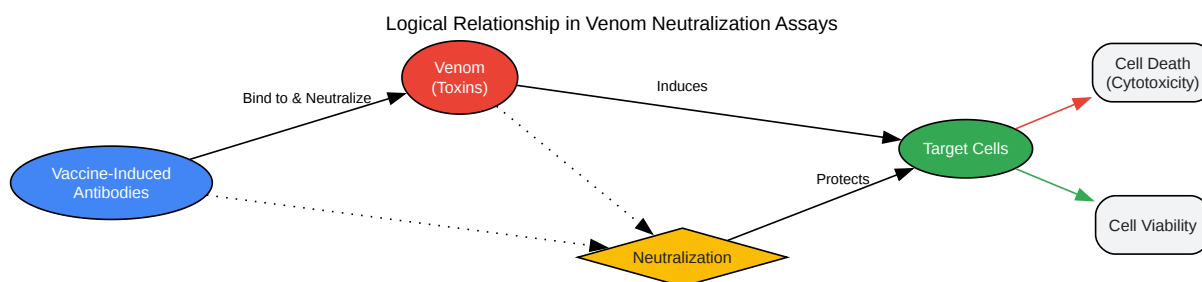 Logical Relationship in Venom Neutralization Assays
Venom
(Toxins)
Cell Death
(Cytotoxicity)
Induces
Bind to & Neutralize
Target Cells
Vaccine-Induced
Antibodies
Protects
Cell Viability
Neutralization